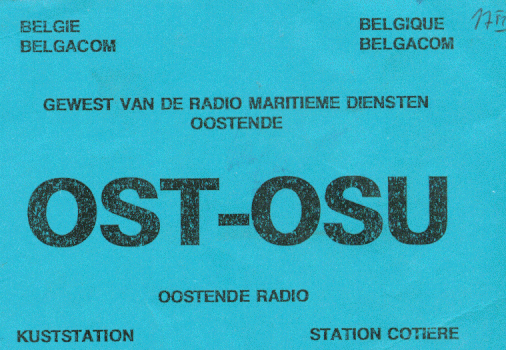 BELGIE
BELGACOM
BELGIQUE
BELGACOM
GEWEST VAN DE RADIO MARITIEME DIENSTEN
OOSTENDE
OST-OSU
OOSTENDE RADIO
KUSTSTATION
STATION COTIERE